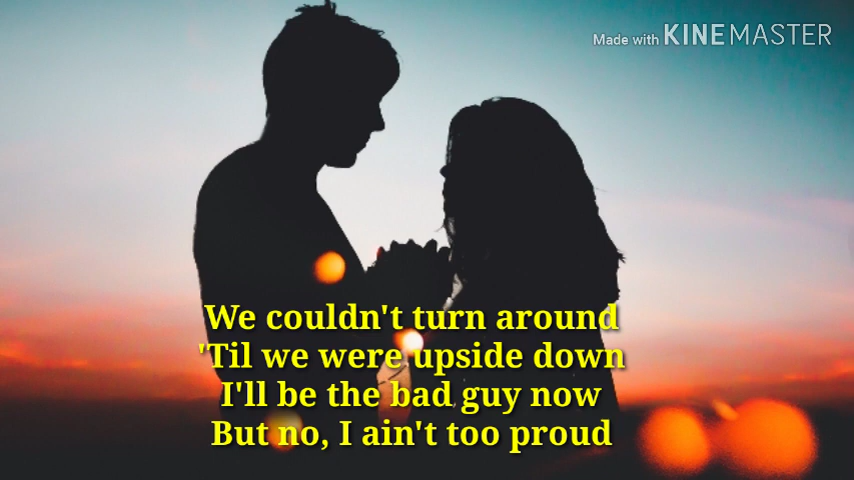 Made with KINEMASTER
We couldn't turn around
'Til we were upside down
I'll be the bad guy now
But no, I ain't too proud